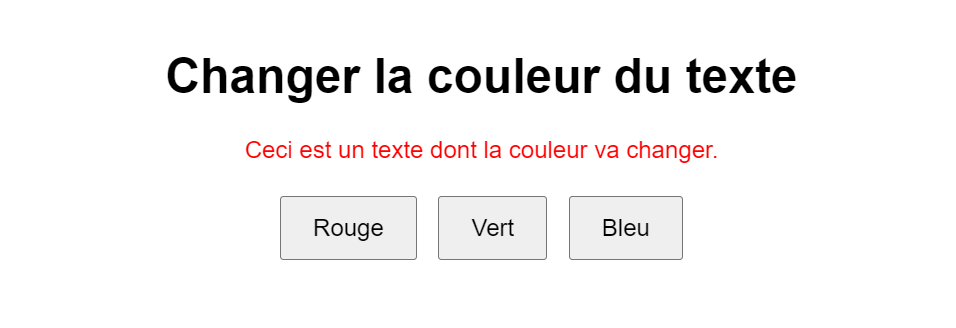 Changer la couleur du texte
Ceci est un texte dont la couleur va changer.
Rouge Vert Bleu